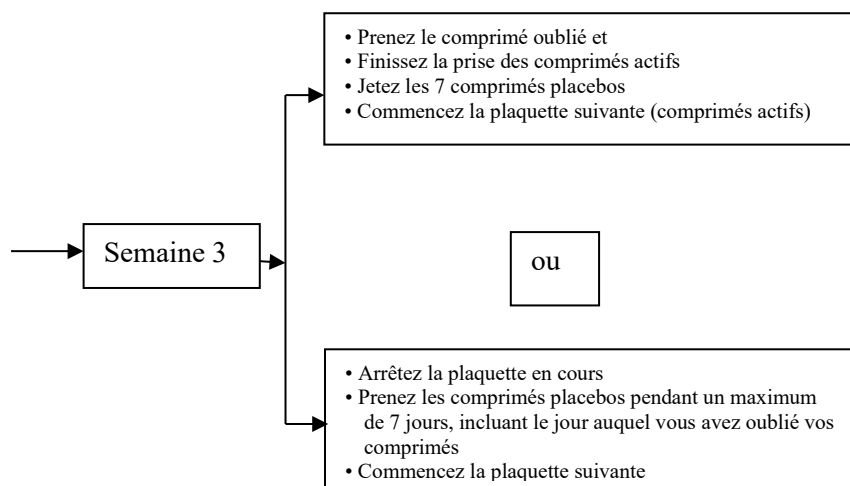 • Prenez le comprimé oublié et
• Finissez la prise des comprimés actifs
• Jetez les 7 comprimés placebos
• Commencez la plaquette suivante (comprimés actifs)
Semaine 3
ou
• Arrêtez la plaquette en cours
• Prenez les comprimés placebos pendant un maximum
de 7 jours, incluant le jour auquel vous avez oublié vos
comprimés
• Commencez la plaquette suivante